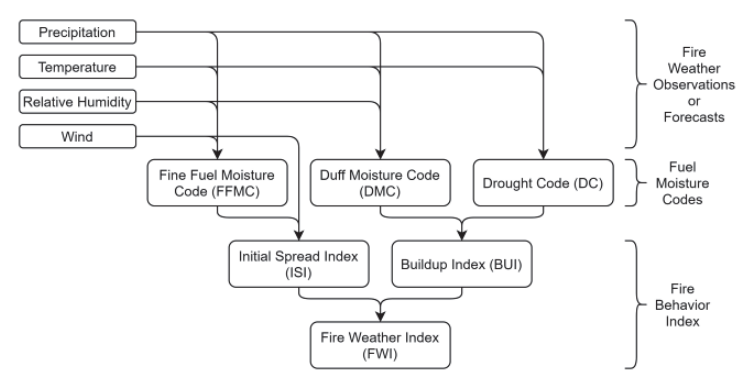 Precipitation
Temperature
Relative Humidity
Wind
Fire
Weather
Observations
or
Forecasts
Fine Fuel Moisture
Code (FFMC)
Duff Moisture Code
(DMC)
Drought Code (DC)
Fuel
Moisture
Codes
Initial Spread Index
(ISI)
Buildup Index (BUI)
Fire
Behavior
Index
Fire Weather Index
(FWI)